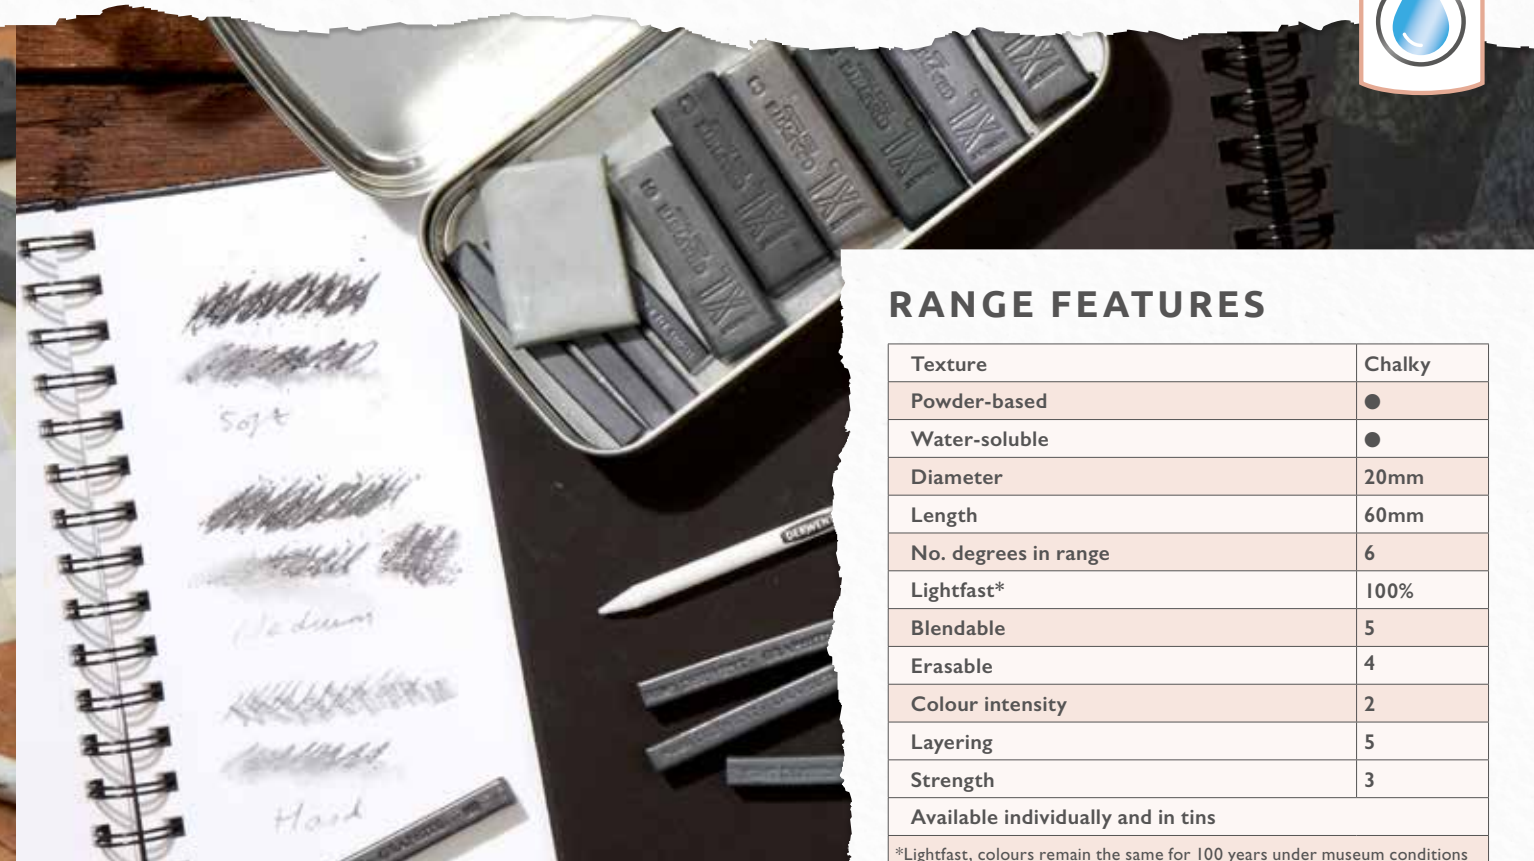 Soft
Medium
Hard
XL
XL
XL
XL
XL
DERWEN
RANGE FEATURES
Texture Chalky
Powder-based ●
Water-soluble ●
Diameter 20mm
Length 60mm
No. degrees in range 6
Lightfast* 100%
Blendable 5
Erasable 4
Colour intensity 2
Layering 5
Strength 3
Available individually and in tins
*Lightfast, colours remain the same for 100 years under museum conditions